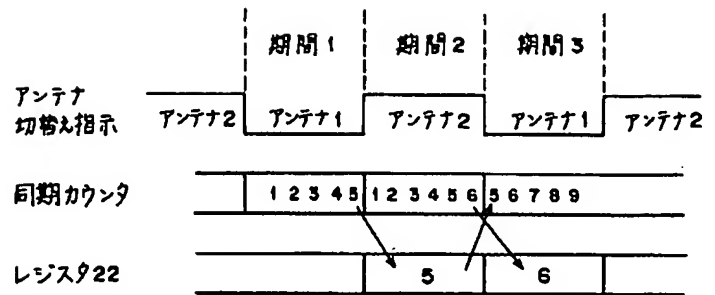 期間1 期間2 期間3
アンテナ
切替え指示
アンテナ2 アンテナ1 アンテナ2 アンテナ1 アンテナ2
同期カウンタ 1 2 3 4 5 1 2 3 4 5 6 5 6 7 8 9
レジスタ22 5 6